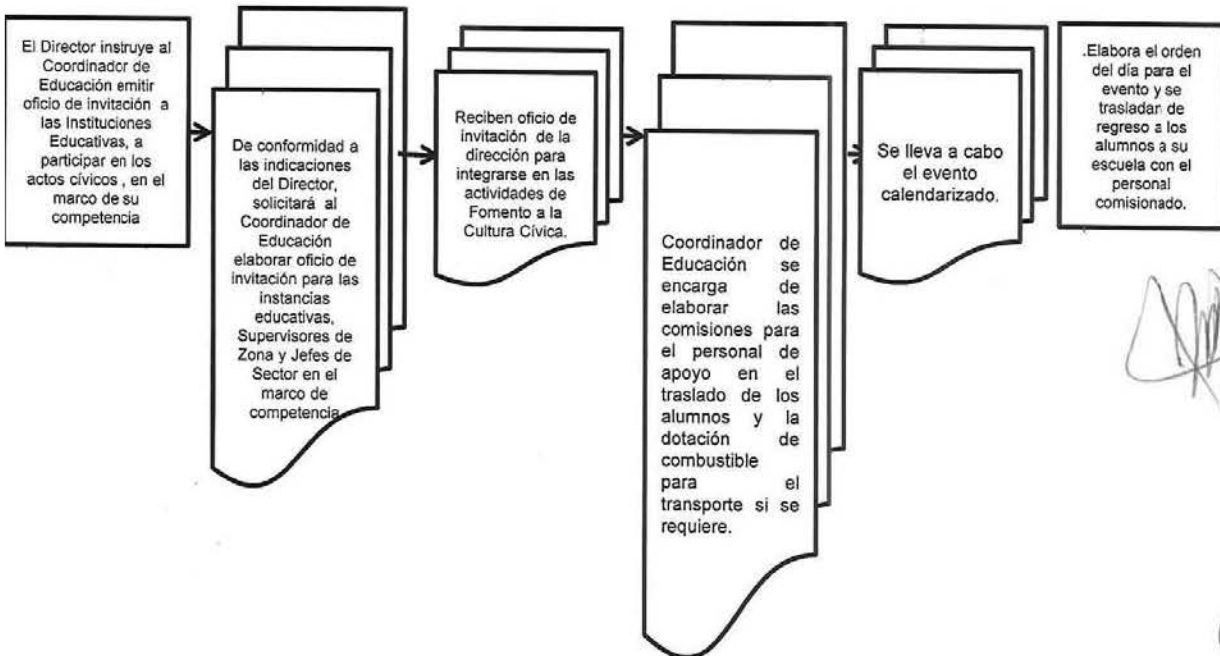 El Director instruye al
Coordinador de
Educación emitir
oficio de invitación a
las Instituciones
Educativas, a
participar en los
actos cívicos , en el
marco de su
competencia
De conformidad a
las indicaciones
del Director,
solicitará al
Coordinador de
Educación
elaborar oficio de
invitación para las
instancias
educativas,
Supervisores de
Zona y Jefes de
Sector en el
marco de
competencia
Reciben oficio de
invitación de la
dirección para
integrarse en las
actividades de
Fomento a la
Cultura Cívica.
Coordinador de
Educación se
encarga de
elaborar las
comisiones para
el personal de
apoyo en el
traslado de los
alumnos y la
dotación de
combustible
para el
transporte si se
requiere.
Se lleva a cabo
el evento
calendarizado.
.Elabora el orden
del día para el
evento y se
trasladan de
regreso a los
alumnos a su
escuela con el
personal
comisionado.